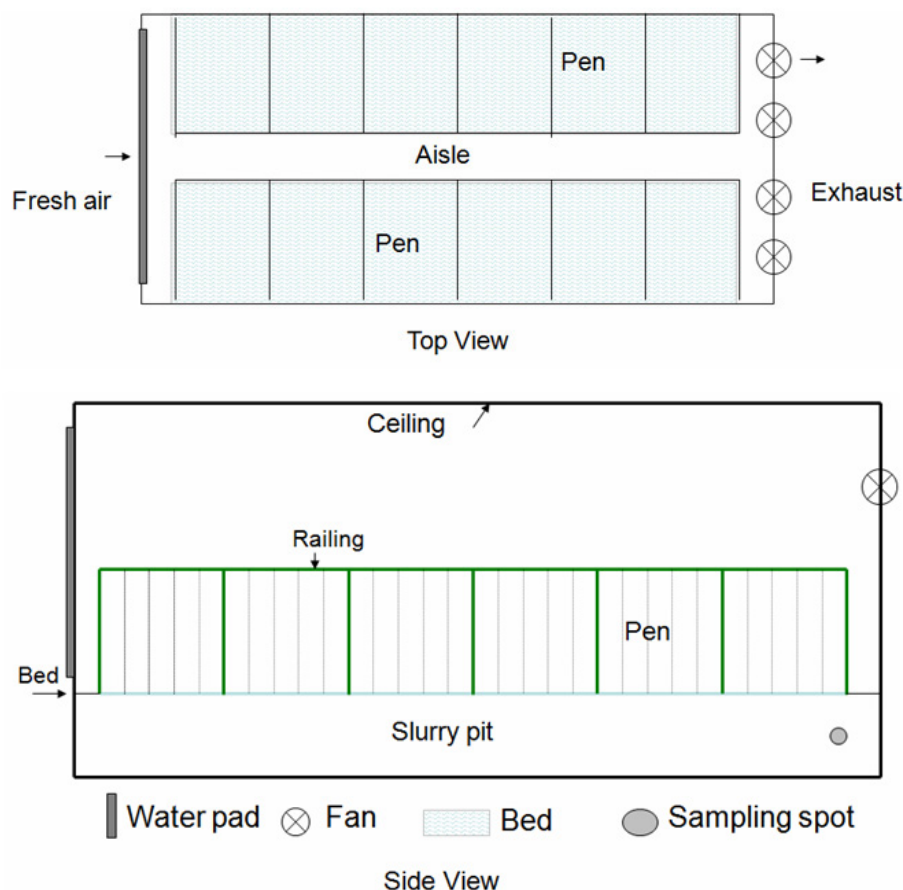 Pen
Aisle
Fresh air
Exhaust
Pen
Top View
Ceiling
Railing
Pen
Bed
Slurry pit
Water pad
Fan
Bed
Sampling spot
Side View